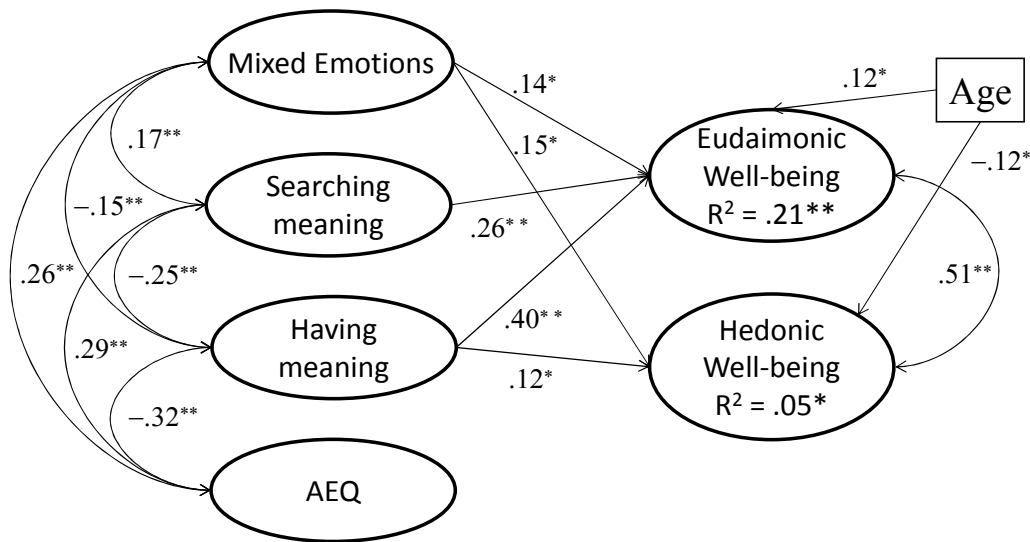 Mixed Emotions
.14*
.12*
Age
.17**
.15*
Eudaimonic
Well-being
R² = .21**
−.12*
−.15**
Searching
meaning
.26**
.26**
−.25**
.51**
.29**
Having
meaning
.40**
.12*
Hedonic
Well-being
R² = .05*
−.32**
AEQ